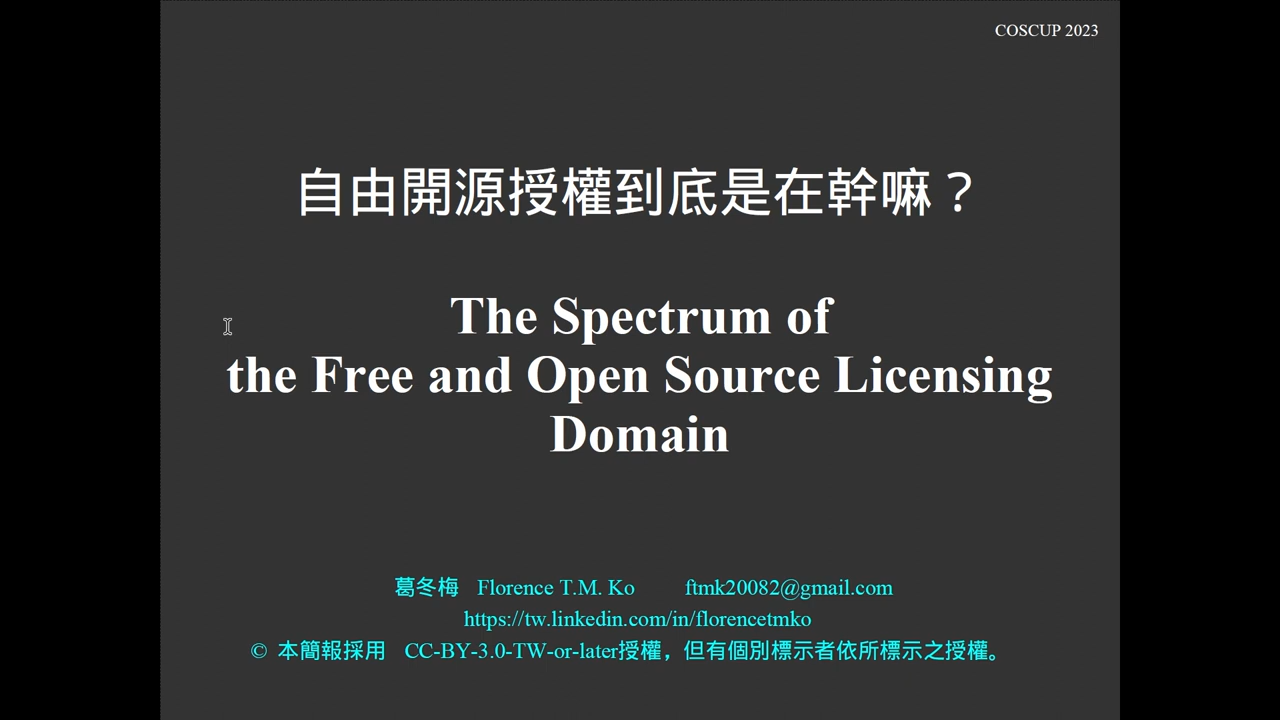 COSCUP 2023
自由開源授權到底是在幹嘛？
The Spectrum of
the Free and Open Source Licensing
Domain
葛冬梅 Florence T.M. Ko ftmk20082@gmail.com
https://tw.linkedin.com/in/florencetmko
© 本簡報採用 CC-BY-3.0-TW-or-later授權，但有個別標示者依所標示之授權。